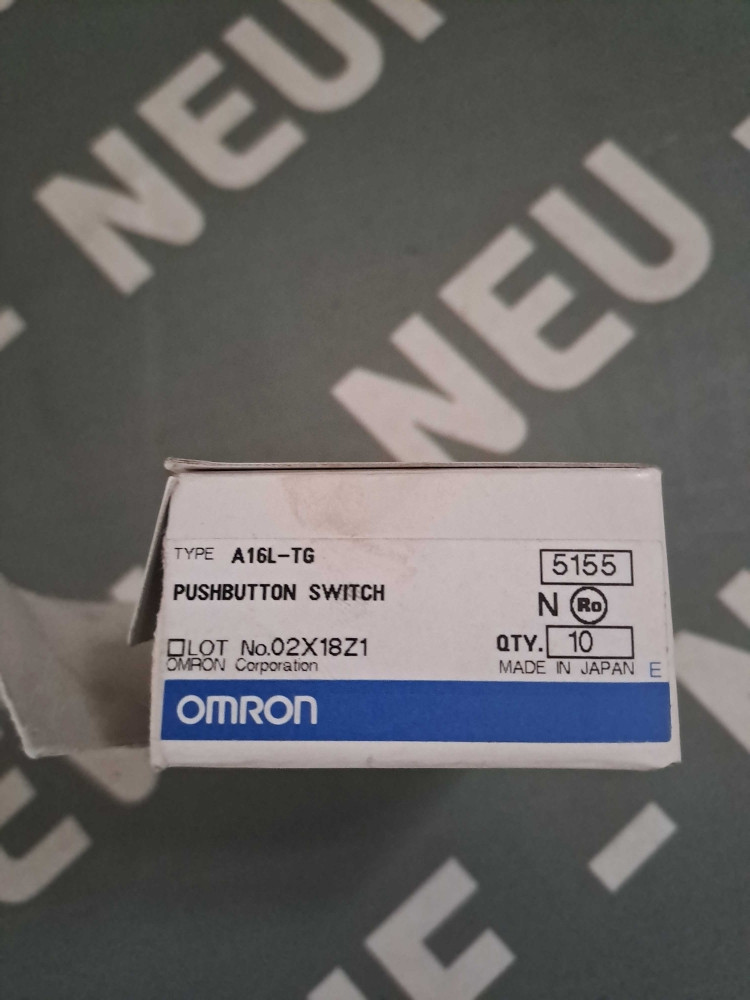 NEU
NEU
TYPE A16L-TG
5155
PUSHBUTTON SWITCH
N Ro
□LOT No.02X18Z1
QTY. 10
OMRON Corporation
MADE IN JAPAN E
OMRON